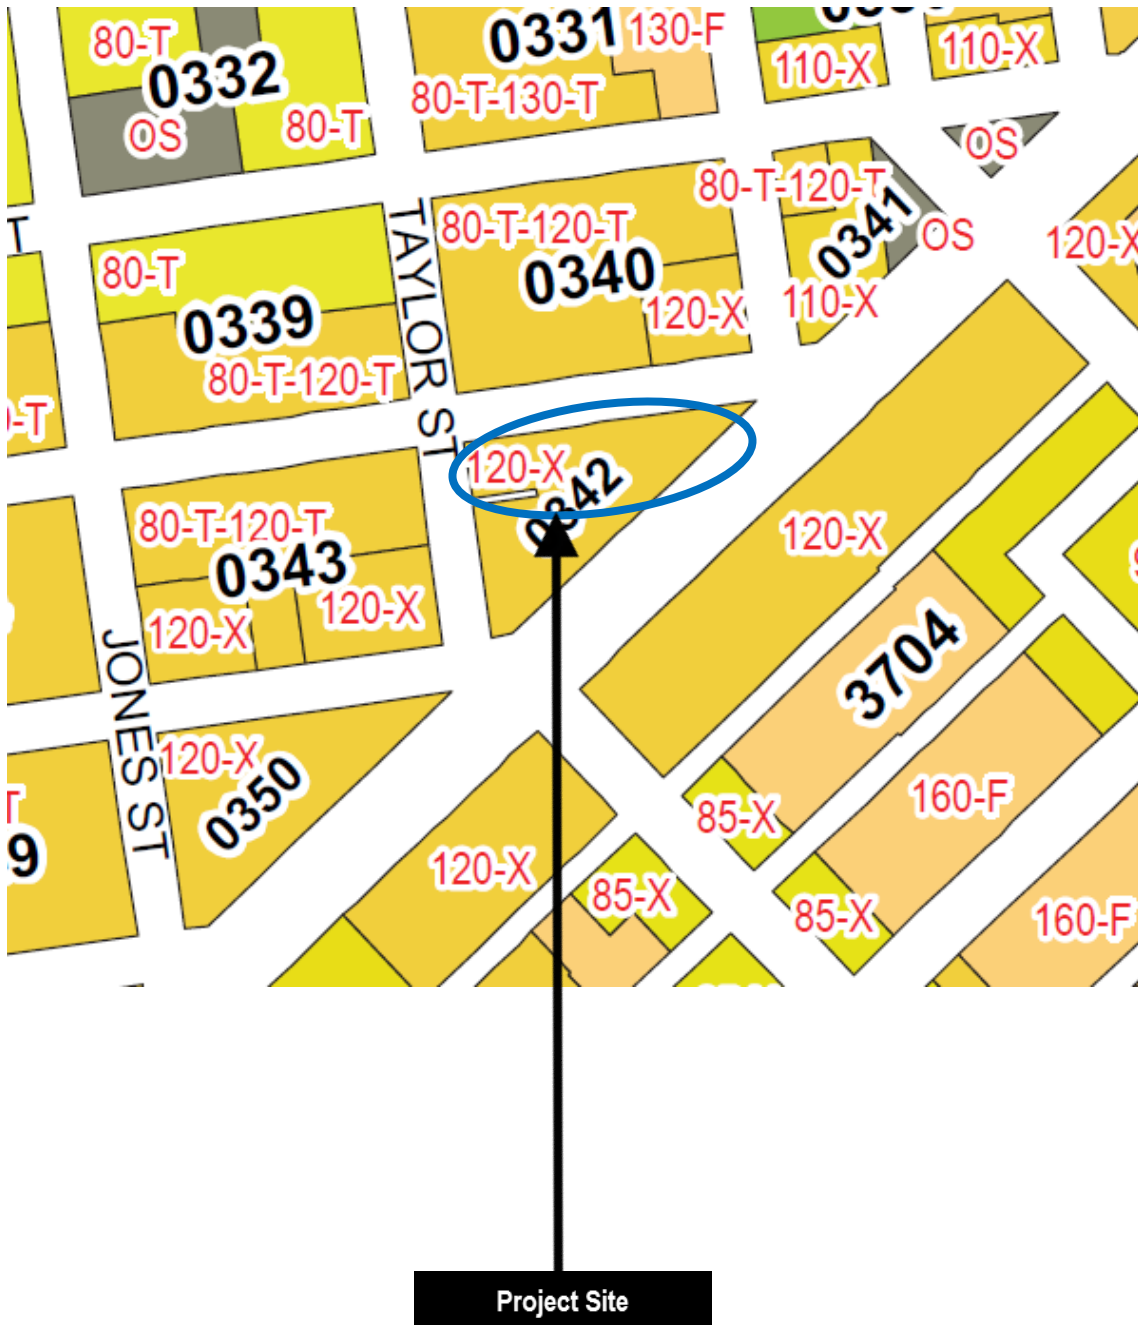 80-T
0332
OS
80-T
0331
130-F
80-T-130-T
110-X
110-X
OS
80-T-120-T
0341
OS
110-X
120-X
T
80-T
0339
80-T-120-T
TAYLOR ST
80-T-120-T
0340
120-X
-T
120-X
0342
80-T-120-T
0343
120-X
120-X
120-X
3704
JONES ST
120-X
0350
T
9
120-X
85-X
85-X
160-F
85-X
160-F
Project Site